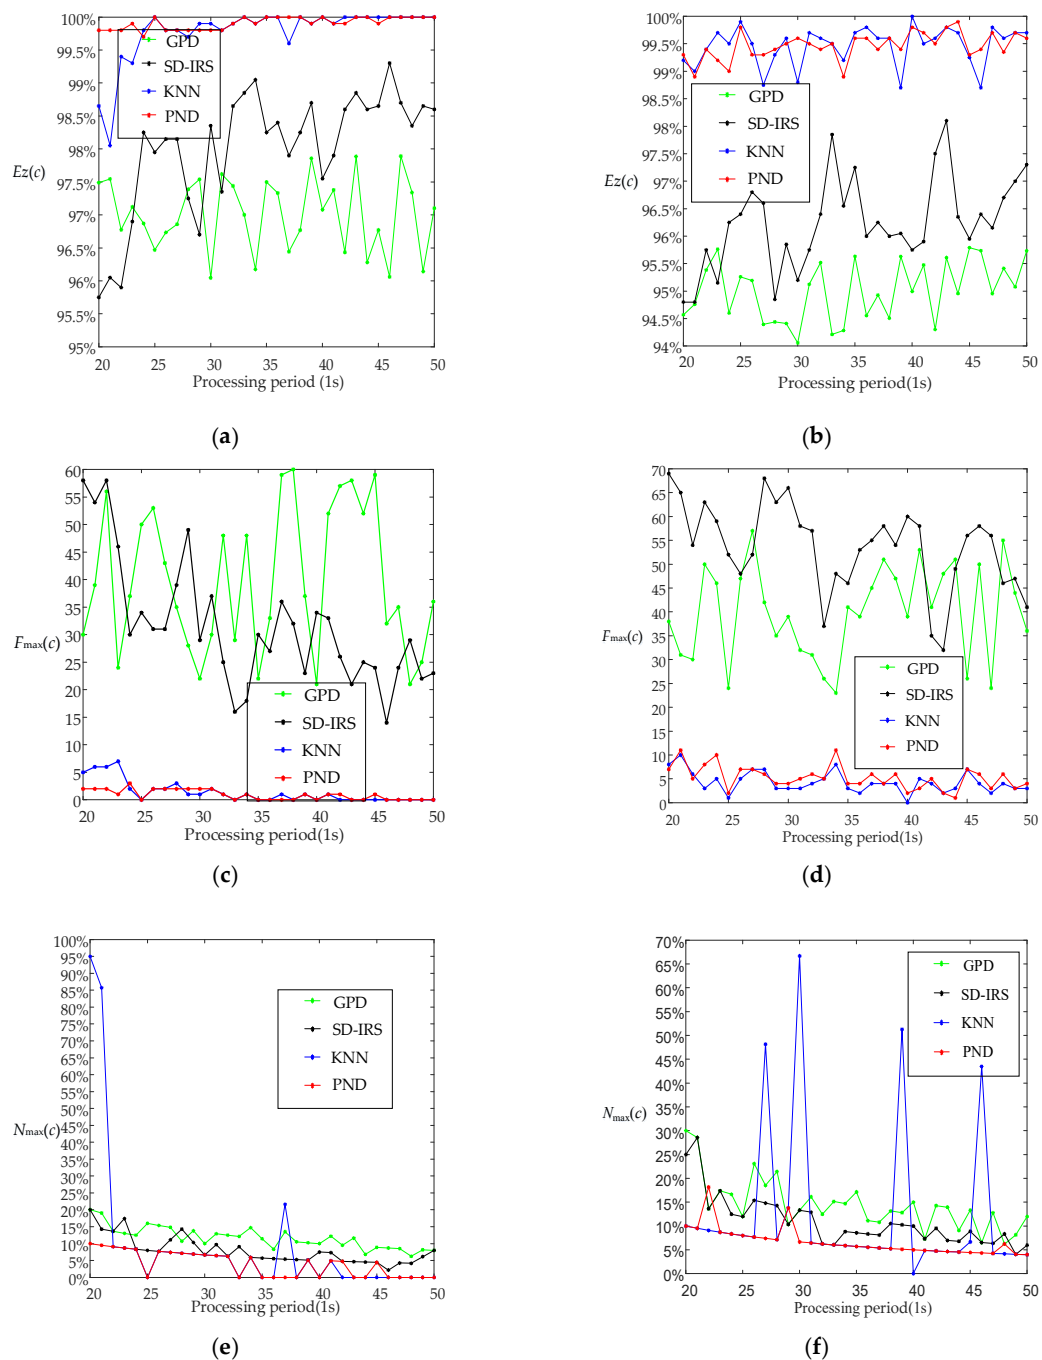 100%
99.5%
99%
98.5%
98%
97.5%
97%
96.5%
96%
95.5%
95%
Ez(c)
GPD
SD-IRS
KNN
PND
20 25 30 35 40 45 50
Processing period (1s)
(a)
100%
99.5%
99%
98.5%
98%
97.5%
97%
96.5%
96%
95.5%
95%
94.5%
94%
Ez(c)
GPD
SD-IRS
KNN
PND
20 25 30 35 40 45 50
Processing period(1s)
(b)
60
55
50
45
40
35
30
25
20
15
10
5
0
Fmax(c)
GPD
SD-IRS
KNN
PND
20 25 30 35 40 45 50
Processing period(1s)
(c)
70
65
60
55
50
45
40
35
30
25
20
15
10
5
0
Fmax(c)
GPD
SD-IRS
KNN
PND
20 25 30 35 40 45 50
Processing period(1s)
(d)
100%
95%
90%
85%
80%
75%
70%
65%
60%
55%
50%
45%
40%
35%
30%
25%
20%
15%
10%
5%
0%
Nmax(c)
GPD
SD-IRS
KNN
PND
20 25 30 35 40 45 50
Processing period(1s)
(e)
70%
65%
60%
55%
50%
45%
40%
35%
30%
25%
20%
15%
10%
5%
0%
Nmax(c)
GPD
SD-IRS
KNN
PND
20 25 30 35 40 45 50
Processing period(1s)
(f)